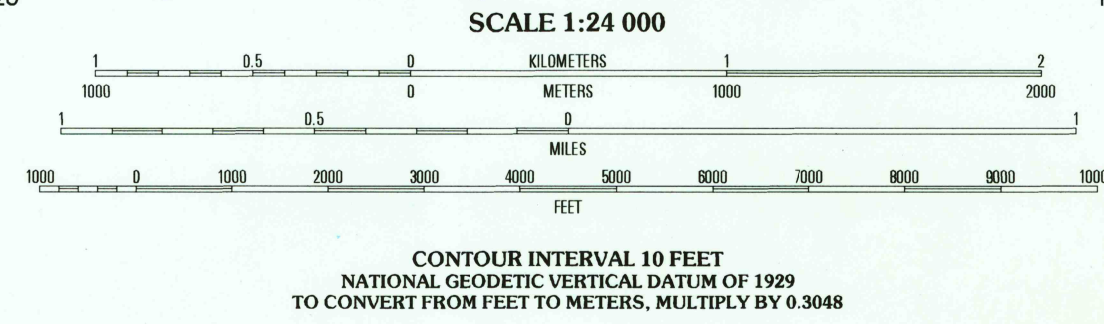 SCALE 1:24 000
1 0.5 0 KILOMETERS 1 2
1000 0 METERS 1000 2000
1 0.5 0 1
MILES
1000 0 1000 2000 3000 4000 5000 6000 7000 8000 9000 1000
FEET
CONTOUR INTERVAL 10 FEET
NATIONAL GEODETIC VERTICAL DATUM OF 1929
TO CONVERT FROM FEET TO METERS, MULTIPLY BY 0.3048